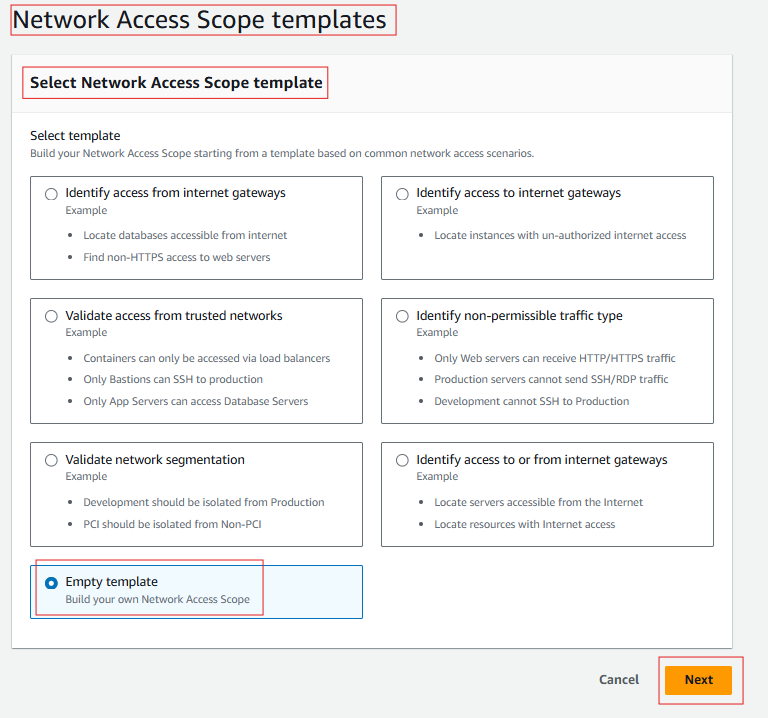 Network Access Scope templates
Select Network Access Scope template
Select template
Build your Network Access Scope starting from a template based on common network access scenarios.
Identify access from internet gateways
Example
• Locate databases accessible from internet
• Find non-HTTPS access to web servers
Identify access to internet gateways
Example
• Locate instances with un-authorized internet access
Validate access from trusted networks
Example
• Containers can only be accessed via load balancers
• Only Bastions can SSH to production
• Only App Servers can access Database Servers
Identify non-permissible traffic type
Example
• Only Web servers can receive HTTP/HTTPS traffic
• Production servers cannot send SSH/RDP traffic
• Development cannot SSH to Production
Validate network segmentation
Example
• Development should be isolated from Production
• PCI should be isolated from Non-PCI
Identify access to or from internet gateways
Example
• Locate servers accessible from the Internet
• Locate resources with Internet access
Empty template
Build your own Network Access Scope
Cancel
Next